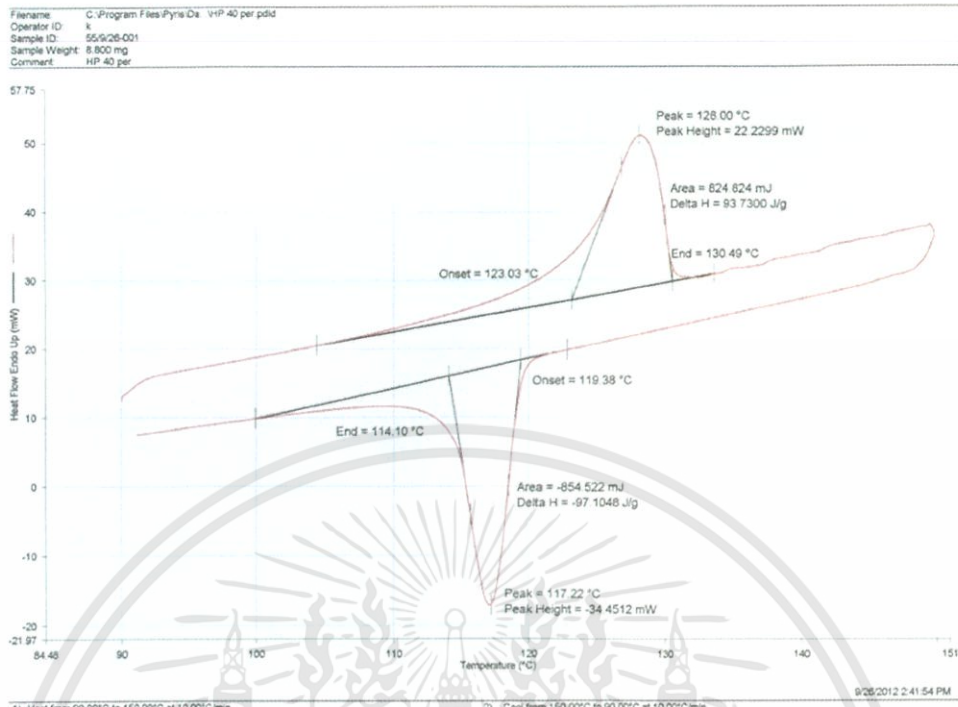 Filename: C:\Program Files\Pyris\Da \HP 40 per.pdid
Operator ID: k
Sample ID: 55/9/26-001
Sample Weight: 8.800 mg
Comment HP 40 per
57.75
Peak = 128.00 °C
Peak Height = 22.2299 mW
50
Area = 824.824 mJ
Delta H = 93.7300 J/g
40
End = 130.49 °C
Onset = 123.03 °C
30
Heat Flow Endo Up (mW)
20
Onset = 119.38 °C
10
End = 114.10 °C
0
Area = -854.522 mJ
Delta H = -97.1048 J/g
-10
Peak = 117.22 °C
Peak Height = -34.4512 mW
-20
-21.97
84.48 90 100 110 120 130 140 151
Temperature (°C)
9/26/2012 2:41:54 PM